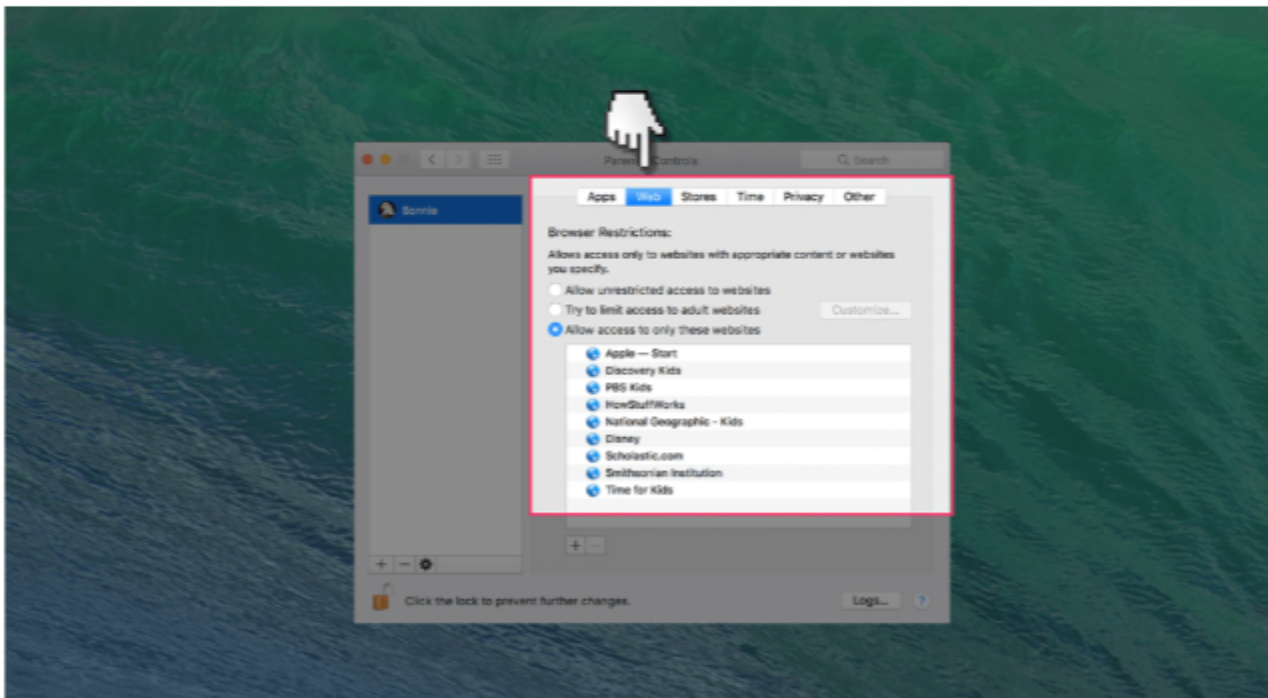 Parental Controls
Search
Bonnie
Apps Web Stores Time Privacy Other
Browser Restrictions:
Allows access only to websites with appropriate content or websites
you specify.
Allow unrestricted access to websites
Try to limit access to adult websites
Customize...
Allow access to only these websites
Apple — Start
Discovery Kids
PBS Kids
HowStuffWorks
National Geographic - Kids
Disney
Scholastic.com
Smithsonian Institution
Time for Kids
Click the lock to prevent further changes.
Logs...
?